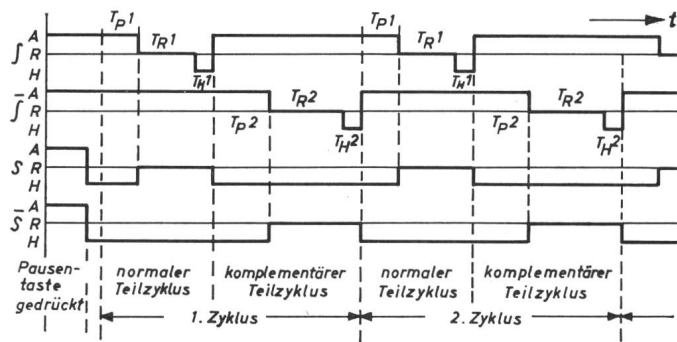 T_P1 T_P1 t
A
∫ R T_R1 T_R1
H T_H1 T_H1
A
∫̅ R T_R2 T_R2
H T_P2 T_H2 T_P2 T_H2
A
S R
H
A
S̅ R
H
Pausen-
taste
gedrückt
normaler
Teilzyklus
komplementärer
Teilzyklus
normaler
Teilzyklus
komplementärer
Teilzyklus
1. Zyklus
2. Zyklus